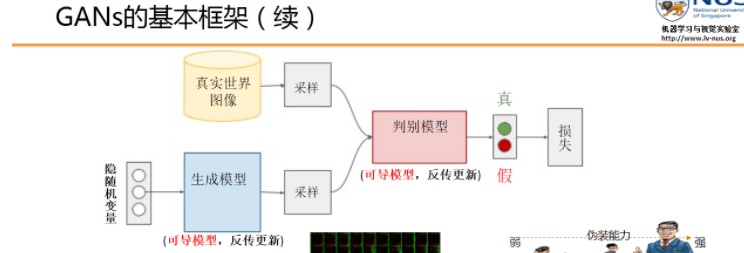 GANs的基本框架（续）
NUS
National University
of Singapore
机器学习与视觉实验室
http://www.lv-nus.org
真实世界
图像
采样
判别模型
真
损失
(可导模型，反传更新)
假
隐随机变量
生成模型
采样
(可导模型，反传更新)
弱
伪装能力
强